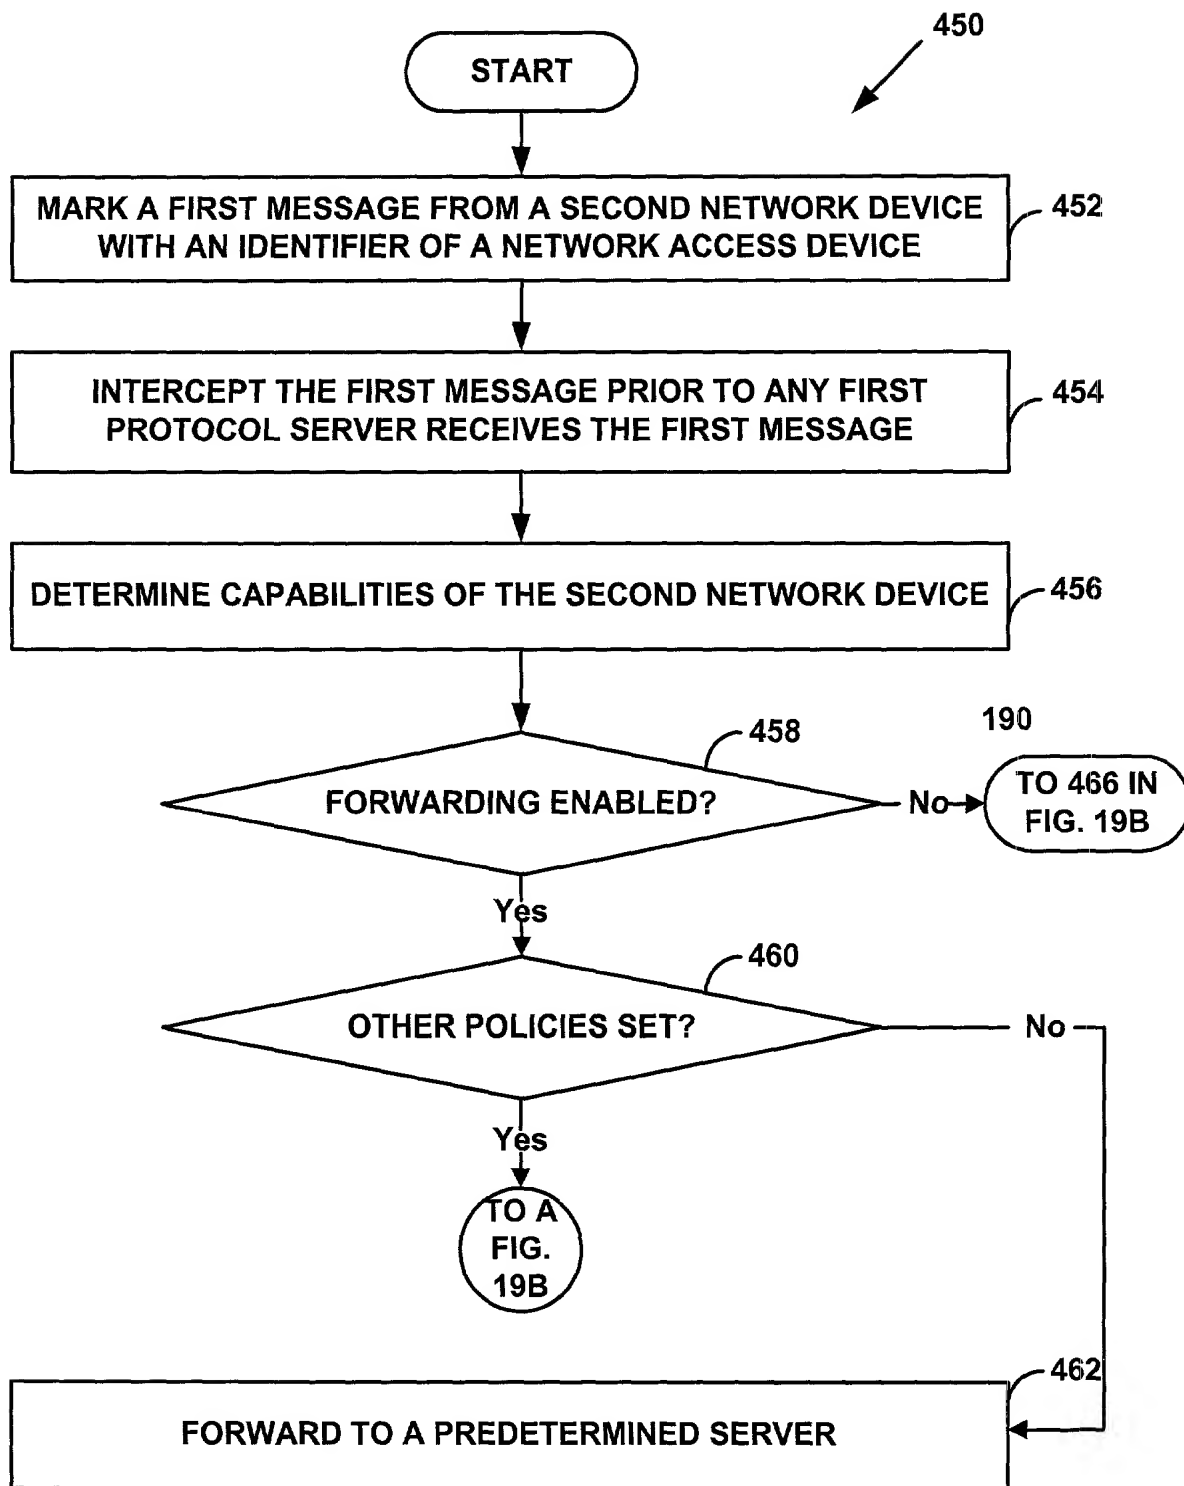 450
START
MARK A FIRST MESSAGE FROM A SECOND NETWORK DEVICE
WITH AN IDENTIFIER OF A NETWORK ACCESS DEVICE
452
INTERCEPT THE FIRST MESSAGE PRIOR TO ANY FIRST
PROTOCOL SERVER RECEIVES THE FIRST MESSAGE
454
DETERMINE CAPABILITIES OF THE SECOND NETWORK DEVICE
456
458
190
FORWARDING ENABLED?
No
TO 466 IN
FIG. 19B
Yes
460
OTHER POLICIES SET?
No
Yes
TO A
FIG.
19B
462
FORWARD TO A PREDETERMINED SERVER